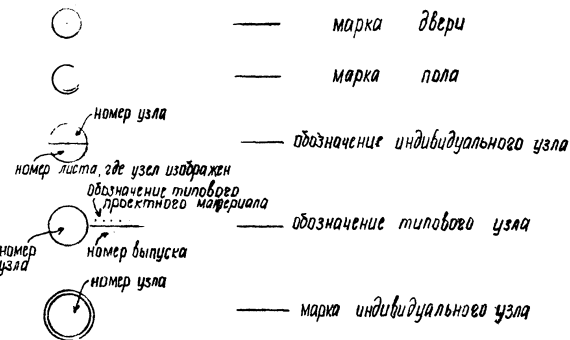 марка двери
марка пола
номер узла
обозначение индивидуального узла
номер листа, где узел изображен
обозначение типового
проектного материала
обозначение типового узла
номер
узла
номер выпуска
номер узла
марка индивидуального узла